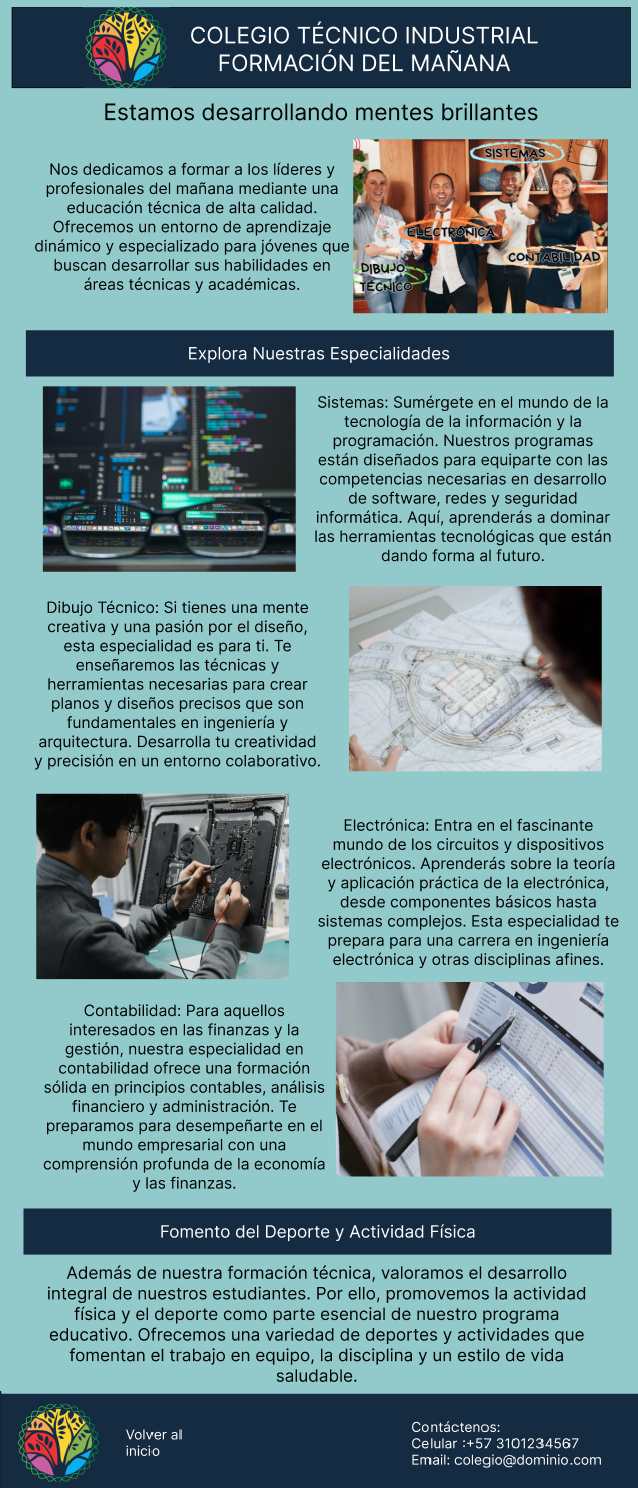 COLEGIO TÉCNICO INDUSTRIAL
FORMACIÓN DEL MAÑANA
Estamos desarrollando mentes brillantes
Nos dedicamos a formar a los líderes y
profesionales del mañana mediante una
educación técnica de alta calidad.
Ofrecemos un entorno de aprendizaje
dinámico y especializado para jóvenes que
buscan desarrollar sus habilidades en
áreas técnicas y académicas.
SISTEMAS
ELECTRÓNICA
CONTABILIDAD
DIBUJO
TÉCNICO
Explora Nuestras Especialidades
Sistemas: Sumérgete en el mundo de la
tecnología de la información y la
programación. Nuestros programas
están diseñados para equiparte con las
competencias necesarias en desarrollo
de software, redes y seguridad
informática. Aquí, aprenderás a dominar
las herramientas tecnológicas que están
dando forma al futuro.
Dibujo Técnico: Si tienes una mente
creativa y una pasión por el diseño,
esta especialidad es para ti. Te
enseñaremos las técnicas y
herramientas necesarias para crear
planos y diseños precisos que son
fundamentales en ingeniería y
arquitectura. Desarrolla tu creatividad
y precisión en un entorno colaborativo.
Electrónica: Entra en el fascinante
mundo de los circuitos y dispositivos
electrónicos. Aprenderás sobre la teoría
y aplicación práctica de la electrónica,
desde componentes básicos hasta
sistemas complejos. Esta especialidad te
prepara para una carrera en ingeniería
electrónica y otras disciplinas afines.
Contabilidad: Para aquellos
interesados en las finanzas y la
gestión, nuestra especialidad en
contabilidad ofrece una formación
sólida en principios contables, análisis
financiero y administración. Te
preparamos para desempeñarte en el
mundo empresarial con una
comprensión profunda de la economía
y las finanzas.
Fomento del Deporte y Actividad Física
Además de nuestra formación técnica, valoramos el desarrollo
integral de nuestros estudiantes. Por ello, promovemos la actividad
física y el deporte como parte esencial de nuestro programa
educativo. Ofrecemos una variedad de deportes y actividades que
fomentan el trabajo en equipo, la disciplina y un estilo de vida
saludable.
Volver al
inicio
Contáctenos:
Celular :+57 3101234567
Email: colegio@dominio.com